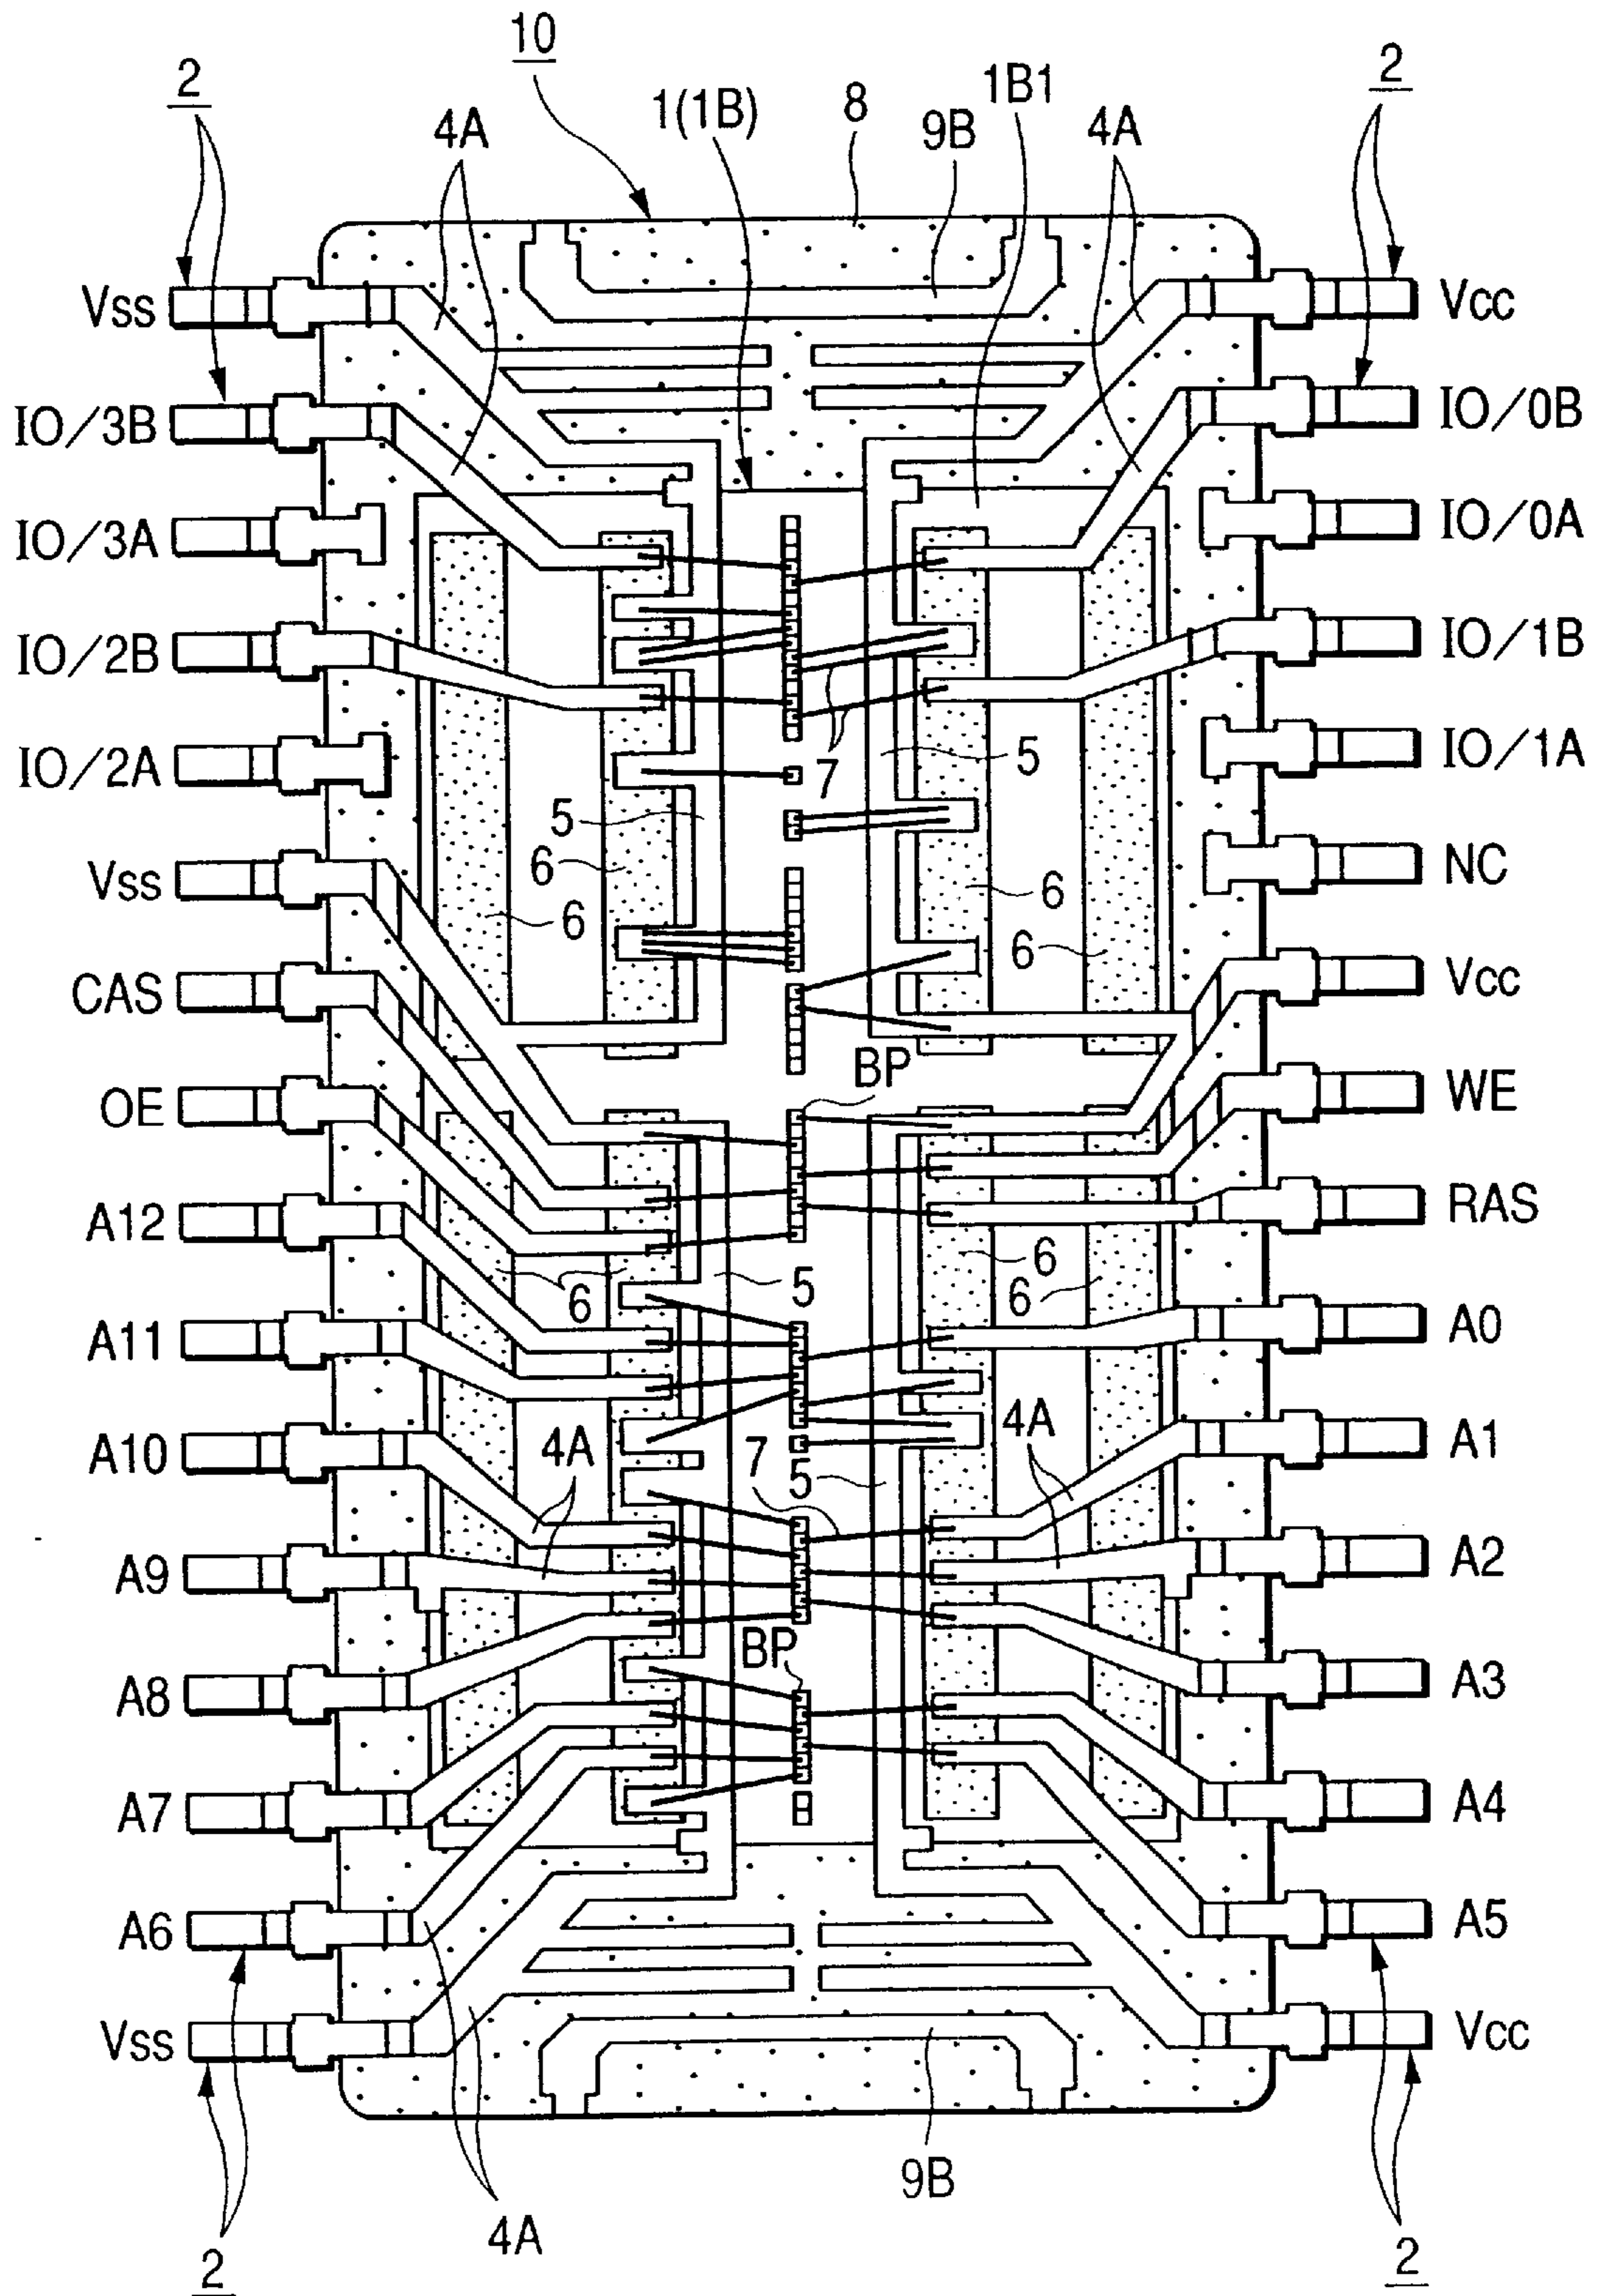 10
2
2
4A
1(1B)
8
1B1
9B
4A
Vss
Vcc
IO/3B
IO/0B
IO/3A
IO/0A
IO/2B
IO/1B
IO/2A
IO/1A
7
5
5
6
6
6
6
Vss
NC
CAS
Vcc
BP
OE
WE
A12
RAS
6
5
6
6
A11
A0
A10
4A
7
5
4A
A1
A9
A2
BP
A8
A3
A7
A4
A6
A5
Vss
9B
Vcc
4A
2
2